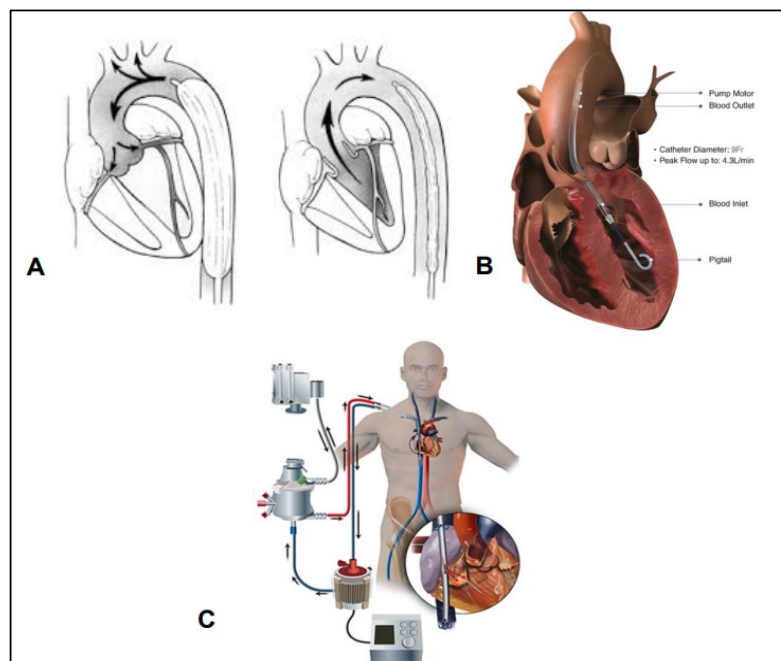 A
Pump Motor
Blood Outlet
• Catheter Diameter: 9Fr
• Peak Flow up to: 4.3L/min
Blood Inlet
B
Pigtail
C